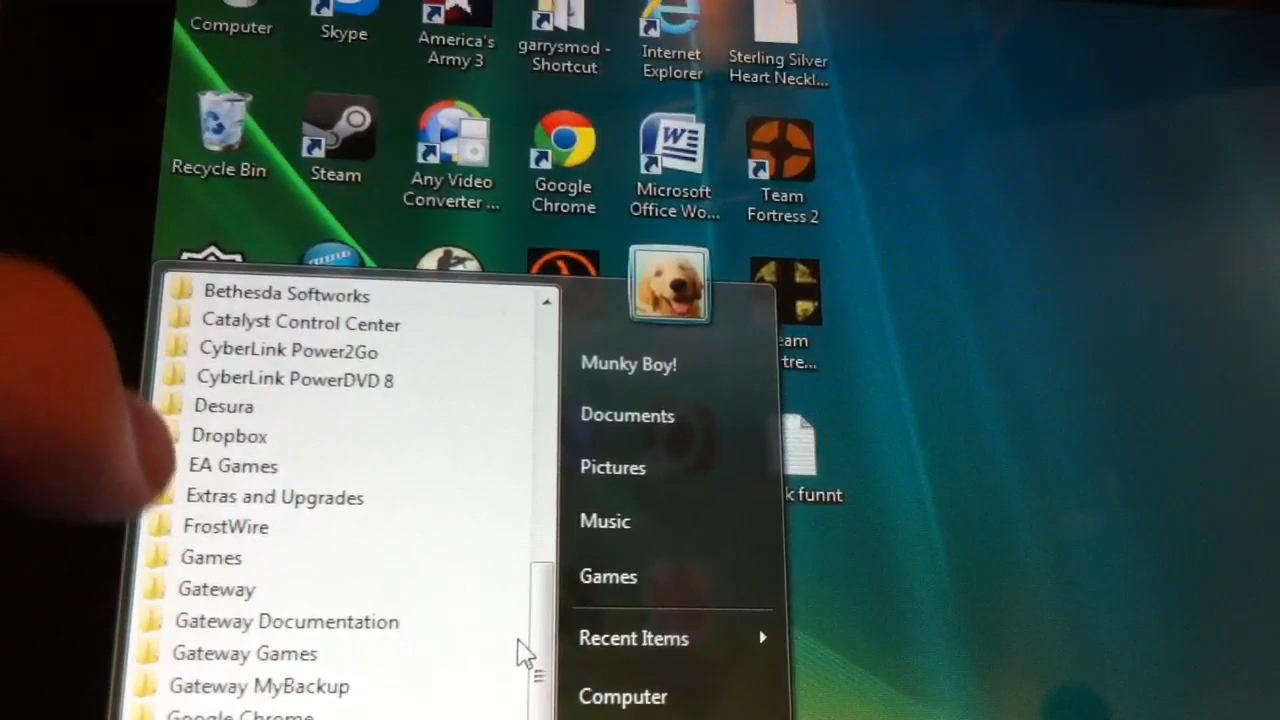 Computer
Skype
America's
Army 3
garrysmod -
Shortcut
Internet
Explorer
Sterling Silver
Heart Neckl...
Recycle Bin
Steam
Any Video
Converter ...
Google
Chrome
Microsoft
Office Wo...
Team
Fortress 2
eam
tre...
k funnt
Bethesda Softworks
Catalyst Control Center
CyberLink Power2Go
CyberLink PowerDVD 8
Desura
Dropbox
EA Games
Extras and Upgrades
FrostWire
Games
Gateway
Gateway Documentation
Gateway Games
Gateway MyBackup
Google Chrome
Munky Boy!
Documents
Pictures
Music
Games
Recent Items
Computer